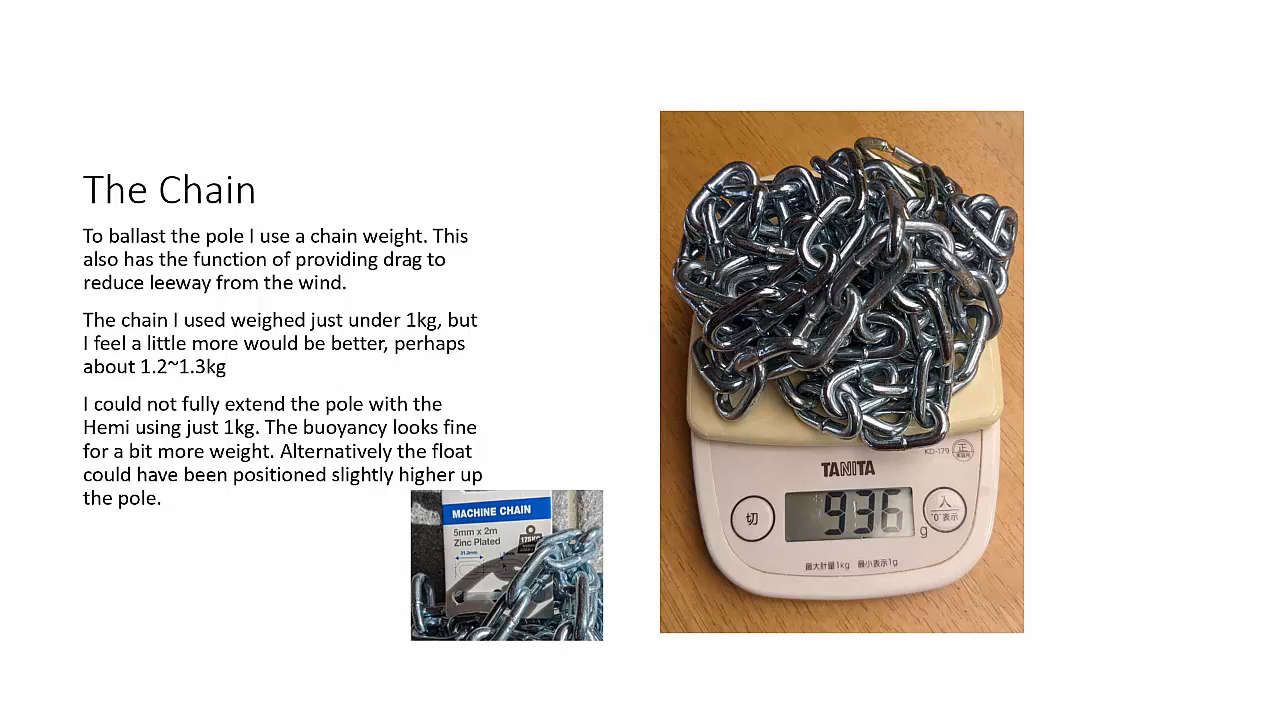 The Chain
To ballast the pole I use a chain weight. This
also has the function of providing drag to
reduce leeway from the wind.
The chain I used weighed just under 1kg, but
I feel a little more would be better, perhaps
about 1.2~1.3kg
I could not fully extend the pole with the
Hemi using just 1kg. The buoyancy looks fine
for a bit more weight. Alternatively the float
could have been positioned slightly higher up
the pole.
MACHINE CHAIN
5mm x 2m
Zinc Plated
175KG
31.2mm
KD-179
正
TANITA
936
g
切
入
"0"表示
最大計量1kg 最小表示1g